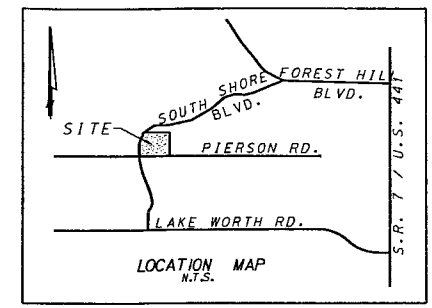 SOUTH SHORE
BLVD.
FOREST HILL
BLVD.
S.R. 7 / U.S. 441
SITE
PIERSON RD.
LAKE WORTH RD.
LOCATION MAP
N.T.S.